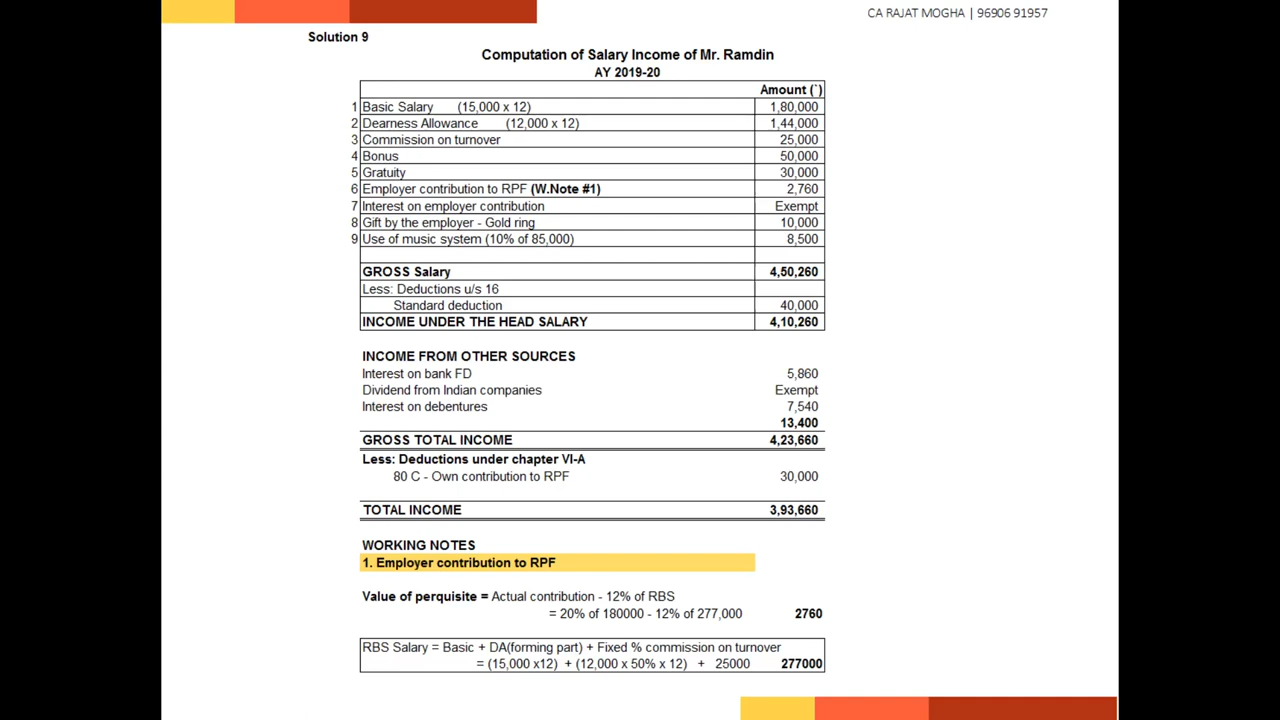 CA RAJAT MOGHA | 96906 91957
Solution 9
Computation of Salary Income of Mr. Ramdin
AY 2019-20
Amount (`)
1 Basic Salary (15,000 x 12) 1,80,000
2 Dearness Allowance (12,000 x 12) 1,44,000
3 Commission on turnover 25,000
4 Bonus 50,000
5 Gratuity 30,000
6 Employer contribution to RPF (W.Note #1) 2,760
7 Interest on employer contribution Exempt
8 Gift by the employer - Gold ring 10,000
9 Use of music system (10% of 85,000) 8,500
GROSS Salary 4,50,260
Less: Deductions u/s 16
Standard deduction 40,000
INCOME UNDER THE HEAD SALARY 4,10,260
INCOME FROM OTHER SOURCES
Interest on bank FD 5,860
Dividend from Indian companies Exempt
Interest on debentures 7,540
13,400
GROSS TOTAL INCOME 4,23,660
Less: Deductions under chapter VI-A
80 C - Own contribution to RPF 30,000
TOTAL INCOME 3,93,660
WORKING NOTES
1. Employer contribution to RPF
Value of perquisite = Actual contribution - 12% of RBS
= 20% of 180000 - 12% of 277,000 2760
RBS Salary = Basic + DA(forming part) + Fixed % commission on turnover
= (15,000 x12) + (12,000 x 50% x 12) + 25000 277000